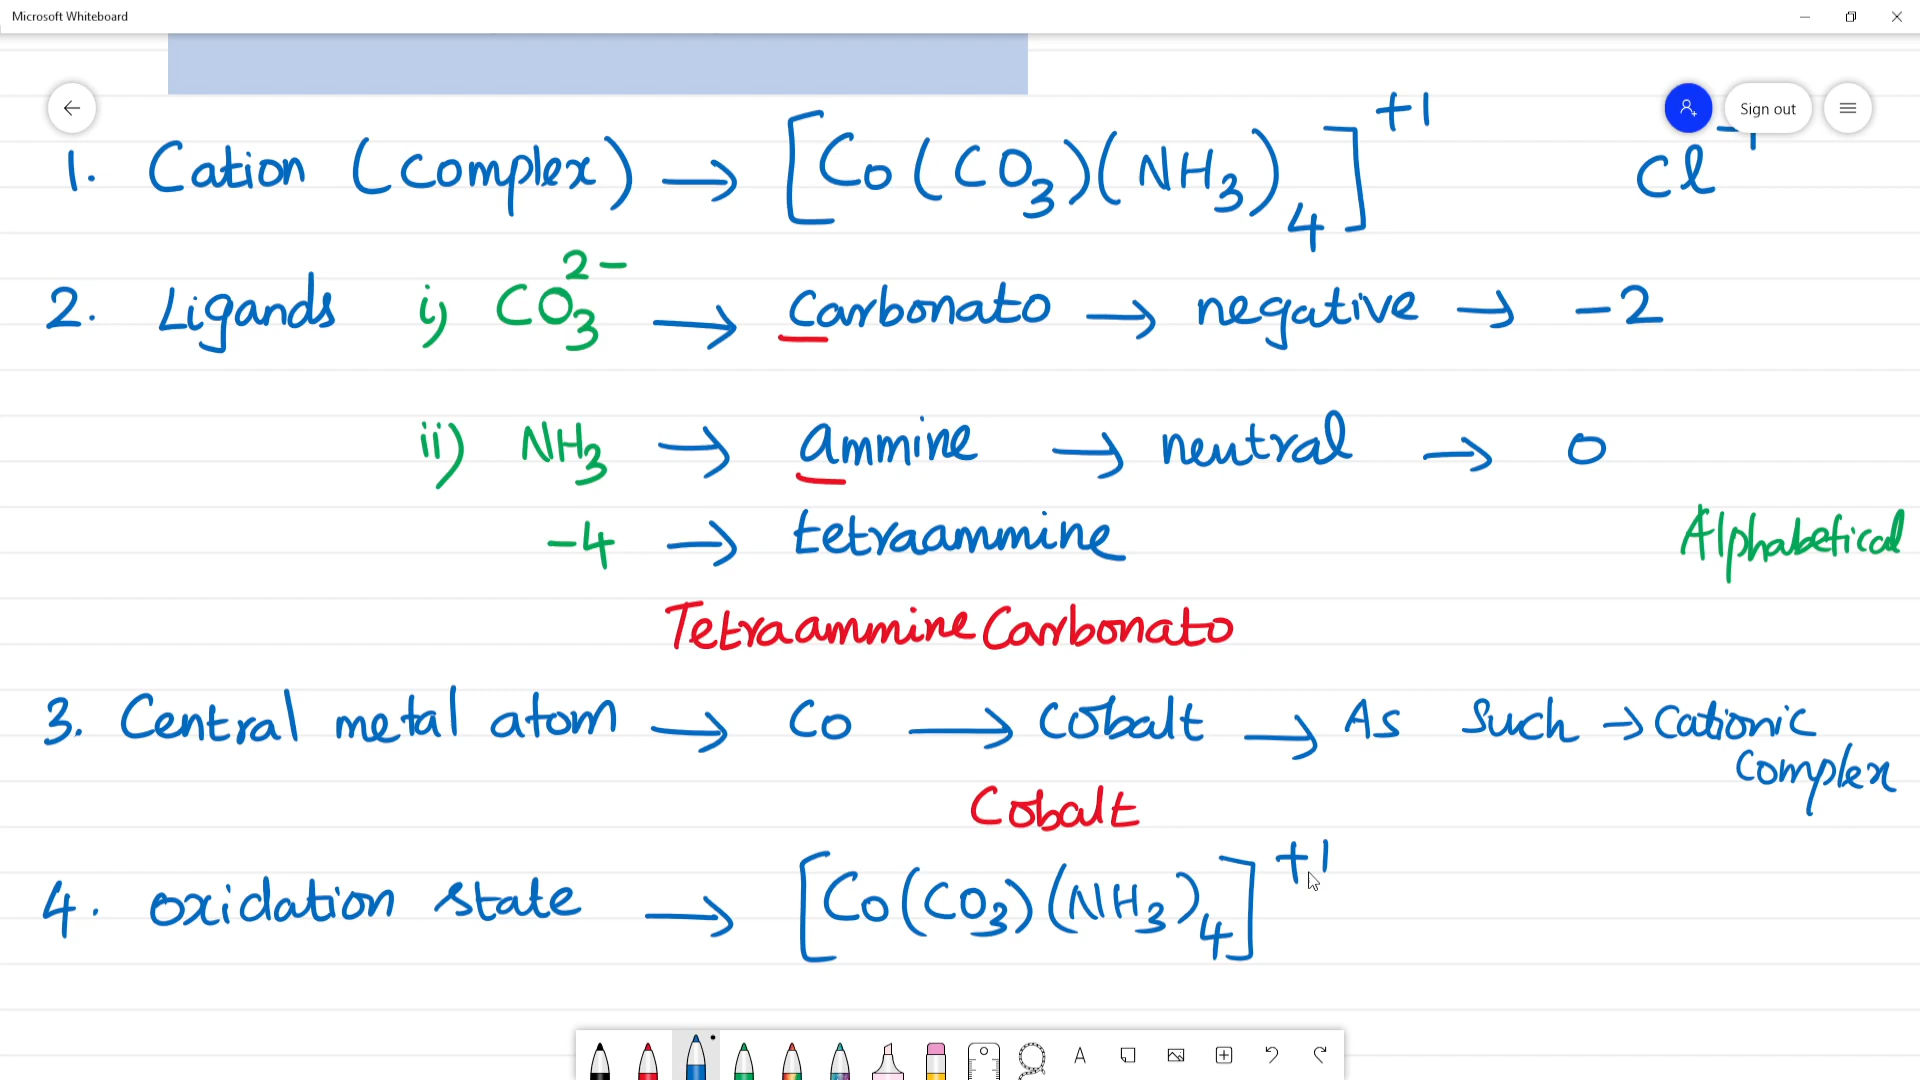 Microsoft Whiteboard
Sign out
1. Cation (complex) → [Co(CO3)(NH3)4]+1 Cl-1
2. Ligands i) CO3 2- → Carbonato → negative → -2
ii) NH3 → ammine → neutral → 0
-4 → tetraammine
Alphabetical
Tetraammine Carbonato
3. Central metal atom → Co → Cobalt → As such → Cationic
Complex
Cobalt
4. oxidation state → [Co(CO3)(NH3)4]+1
A